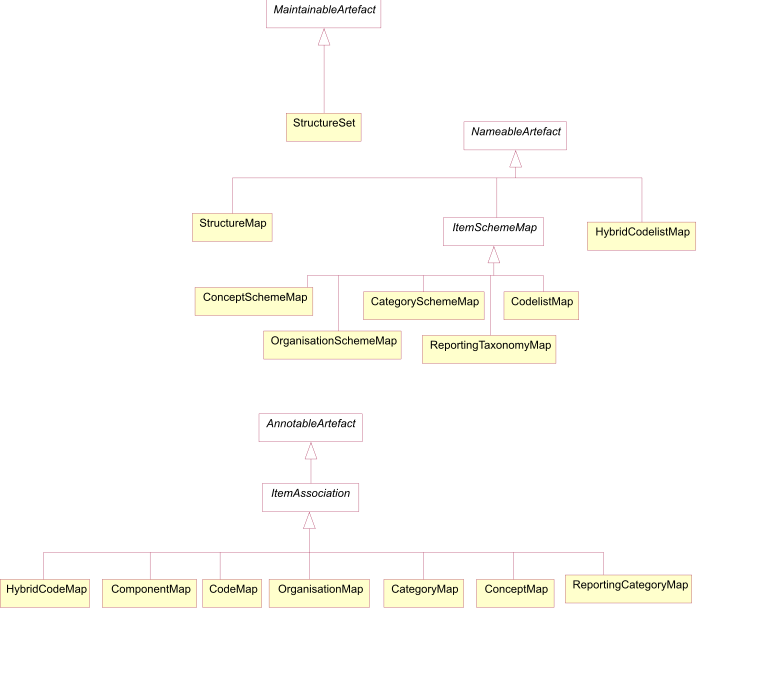 MaintainableArtefact
StructureSet
NameableArtefact
StructureMap
ItemSchemeMap
HybridCodelistMap
ConceptSchemeMap
CategorySchemeMap
CodelistMap
OrganisationSchemeMap
ReportingTaxonomyMap
AnnotableArtefact
ItemAssociation
HybridCodeMap
ComponentMap
CodeMap
OrganisationMap
CategoryMap
ConceptMap
ReportingCategoryMap